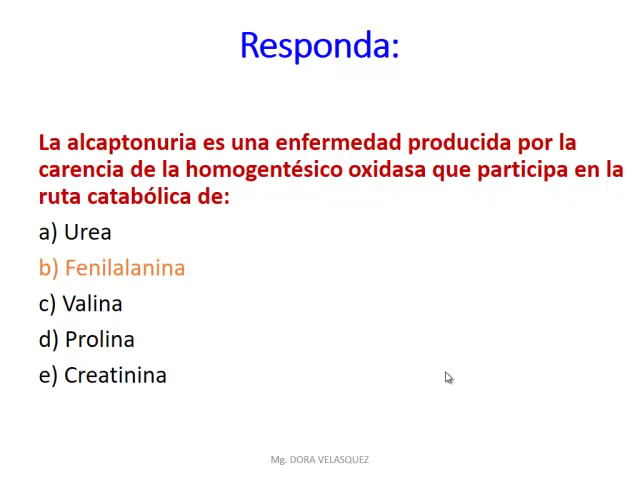 Responda:
La alcaptonuria es una enfermedad producida por la
carencia de la homogentésico oxidasa que participa en la
ruta catabólica de:
a) Urea
b) Fenilalanina
c) Valina
d) Prolina
e) Creatinina
Mg. DORA VELASQUEZ